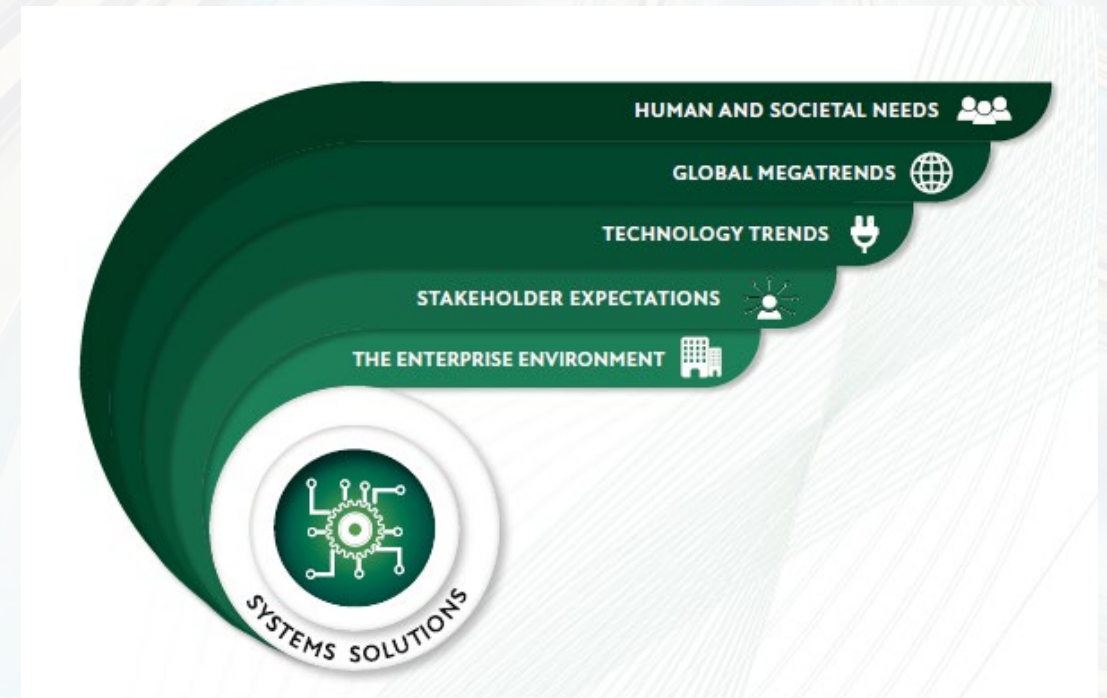 HUMAN AND SOCIETAL NEEDS
GLOBAL MEGATRENDS
TECHNOLOGY TRENDS
STAKEHOLDER EXPECTATIONS
THE ENTERPRISE ENVIRONMENT
SYSTEMS SOLUTIONS